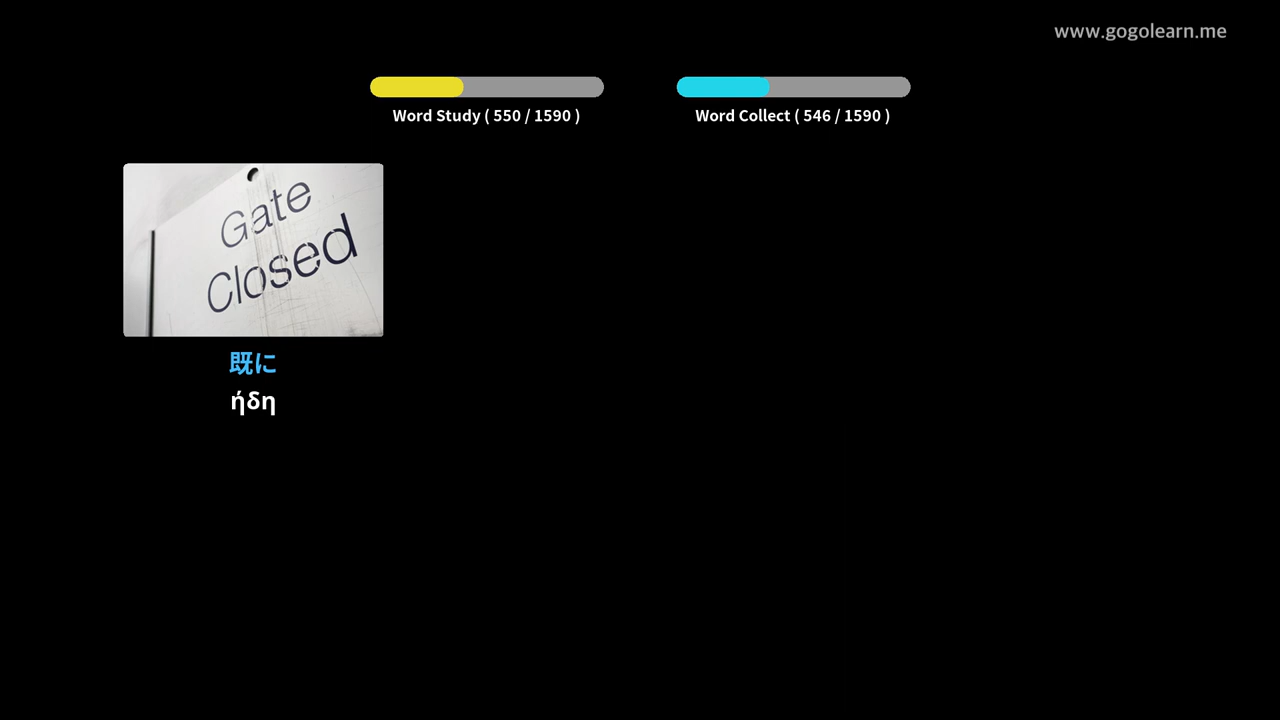 www.gogolearn.me
Word Study ( 550 / 1590 )
Word Collect ( 546 / 1590 )
Gate
Closed
既に
ήδη